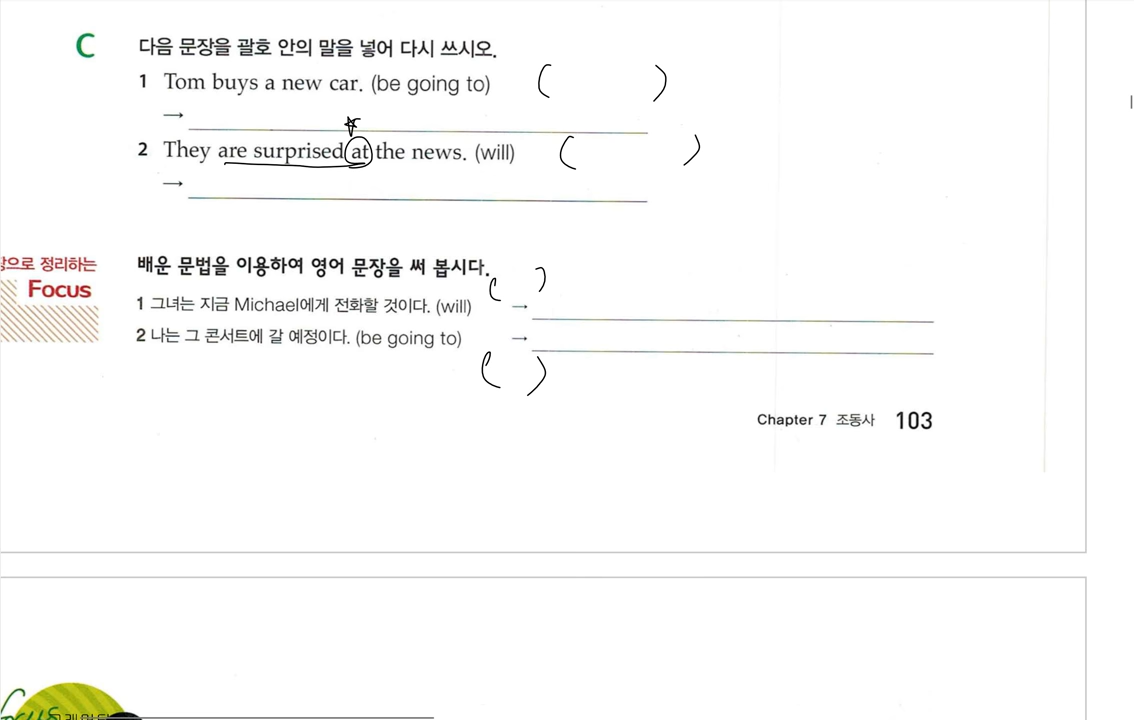 C 다음 문장을 괄호 안의 말을 넣어 다시 쓰시오.
1 Tom buys a new car. (be going to) ( )
→
2 They are surprised at the news. (will) ( )
→
으로 정리하는
Focus
배운 문법을 이용하여 영어 문장을 써 봅시다.
( )
1 그녀는 지금 Michael에게 전화할 것이다. (will) →
2 나는 그 콘서트에 갈 예정이다. (be going to) →
( )
Chapter 7 조동사 103